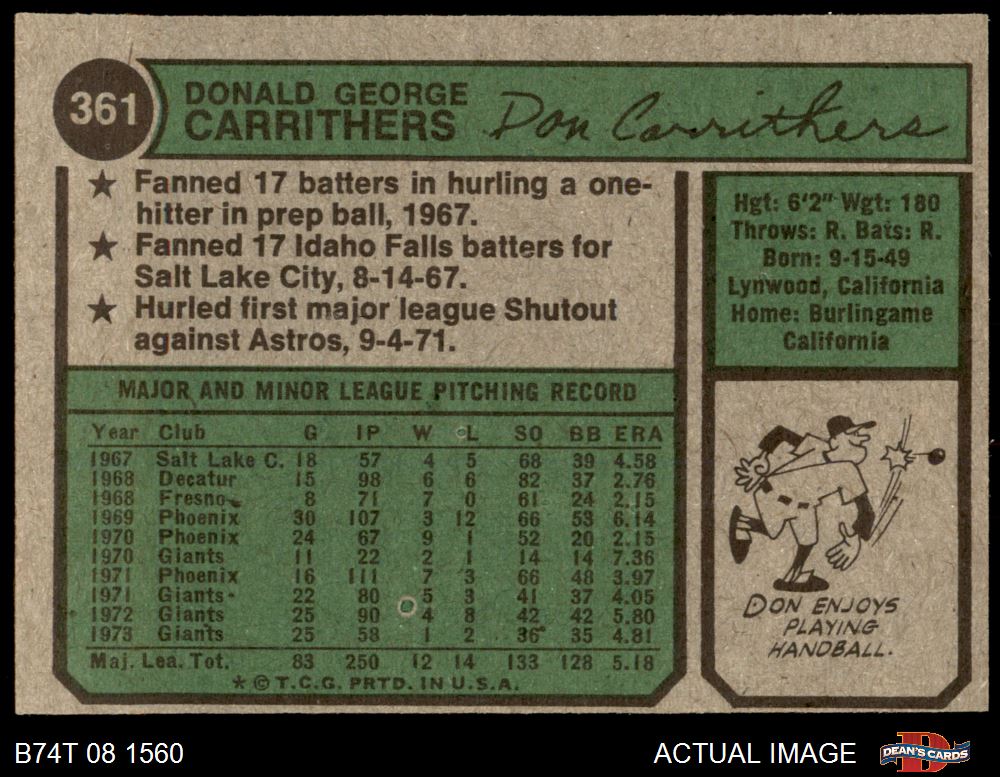 361
DONALD GEORGE
CARRITHERS
Don Carrithers
★ Fanned 17 batters in hurling a one-
hitter in prep ball, 1967.
★ Fanned 17 Idaho Falls batters for
Salt Lake City, 8-14-67.
★ Hurled first major league Shutout
against Astros, 9-4-71.
Hgt: 6'2" Wgt: 180
Throws: R. Bats: R.
Born: 9-15-49
Lynwood, California
Home: Burlingame
California
MAJOR AND MINOR LEAGUE PITCHING RECORD
Year Club G IP W L SO BB ERA
1967 Salt Lake C. 18 57 4 5 68 39 4.58
1968 Decatur 15 98 6 6 82 37 2.76
1968 Fresno 8 71 7 0 61 24 2.15
1969 Phoenix 30 107 3 12 66 53 6.14
1970 Phoenix 24 67 9 1 52 20 2.15
1970 Giants 11 22 2 1 14 14 7.36
1971 Phoenix 16 111 7 3 66 48 3.97
1971 Giants 22 80 5 3 41 37 4.05
1972 Giants 25 90 4 8 42 42 5.80
1973 Giants 25 58 1 2 36 35 4.81
Maj. Lea. Tot. 83 250 12 14 133 128 5.18
* © T.C.G. PRTD. IN U.S.A.
DON ENJOYS
PLAYING
HANDBALL.
B74T 08 1560
ACTUAL IMAGE
DEAN'S CARDS